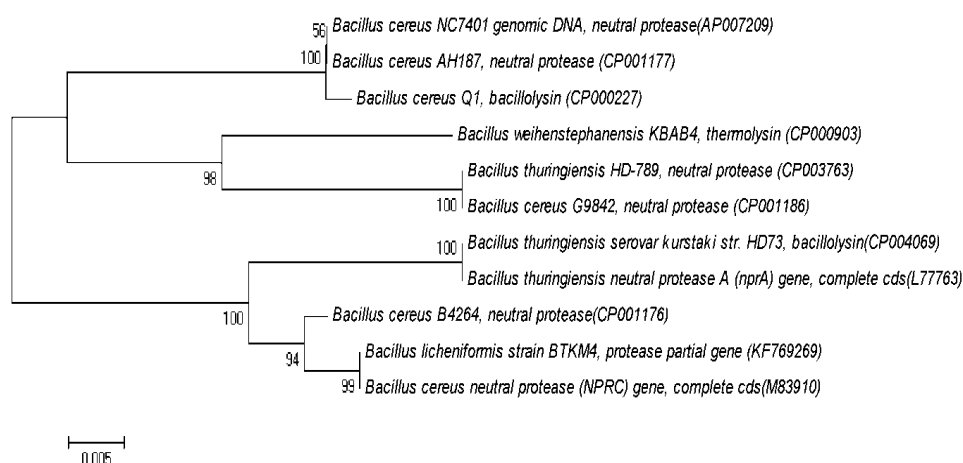 56
Bacillus cereus NC7401 genomic DNA, neutral protease(AP007209)
100
Bacillus cereus AH187, neutral protease (CP001177)
Bacillus cereus Q1, bacillolysin (CP000227)
Bacillus weihenstephanensis KBAB4, thermolysin (CP000903)
98
Bacillus thuringiensis HD-789, neutral protease (CP003763)
100
Bacillus cereus G9842, neutral protease (CP001186)
100
Bacillus thuringiensis serovar kurstaki str. HD73, bacillolysin(CP004069)
Bacillus thuringiensis neutral protease A (nprA) gene, complete cds(L77763)
100
Bacillus cereus B4264, neutral protease(CP001176)
94
Bacillus licheniformis strain BTKM4, protease partial gene (KF769269)
99
Bacillus cereus neutral protease (NPRC) gene, complete cds(M83910)
0.005